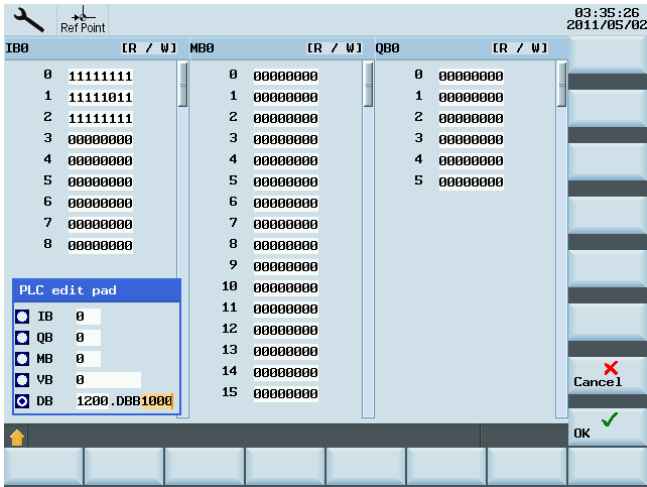 Ref Point
03:35:26
2011/05/02
IB0 [R / W] MB0 [R / W] QB0 [R / W]
0 11111111 0 00000000 0 00000000
1 11111011 1 00000000 1 00000000
2 11111111 2 00000000 2 00000000
3 00000000 3 00000000 3 00000000
4 00000000 4 00000000 4 00000000
5 00000000 5 00000000 5 00000000
6 00000000 6 00000000
7 00000000 7 00000000
8 00000000 8 00000000
9 00000000
10 00000000
11 00000000
12 00000000
13 00000000
14 00000000
15 00000000
PLC edit pad
IB 0
QB 0
MB 0
VB 0
DB 1200.DBB1000
Cancel
OK